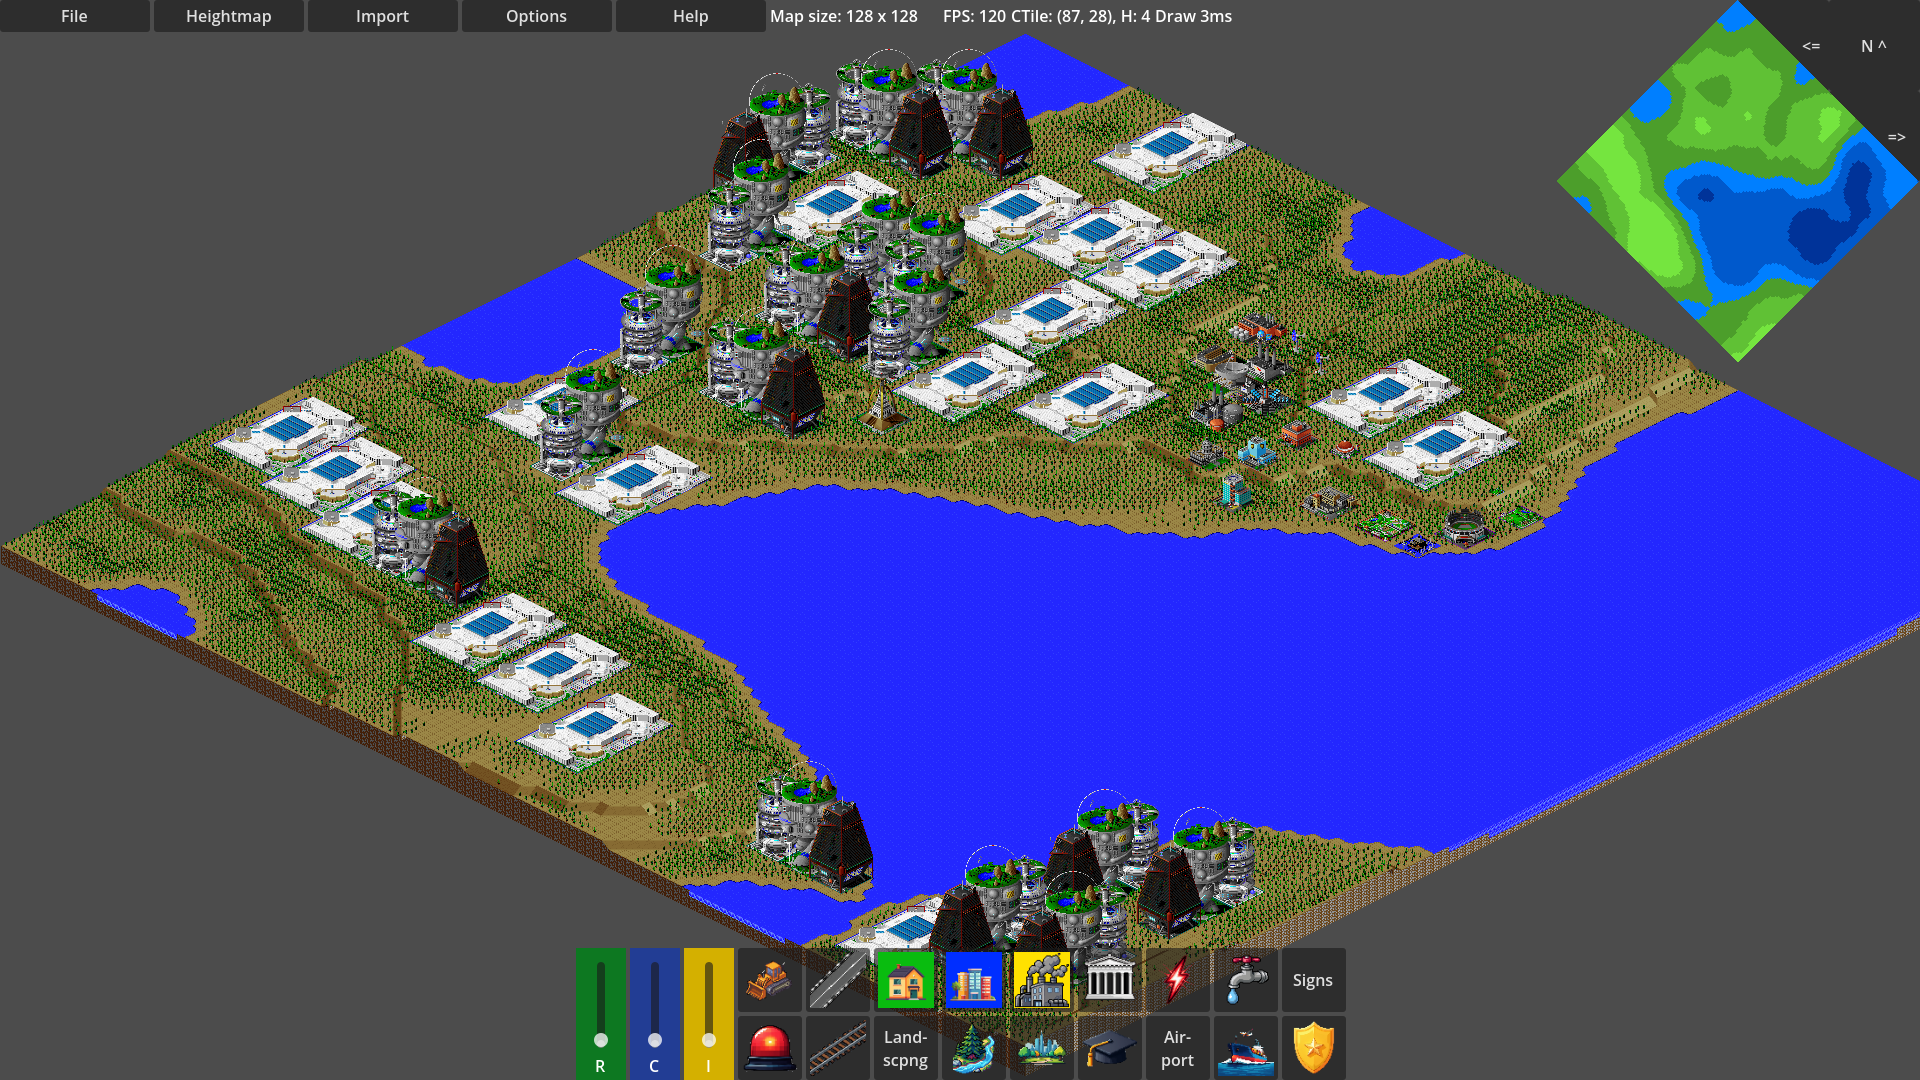 File Heightmap Import Options Help Map size: 128 x 128 FPS: 120 CTile: (87, 28), H: 4 Draw 3ms
<= N ^
=>
Signs
R C I
Land-
scpng
Air-
port